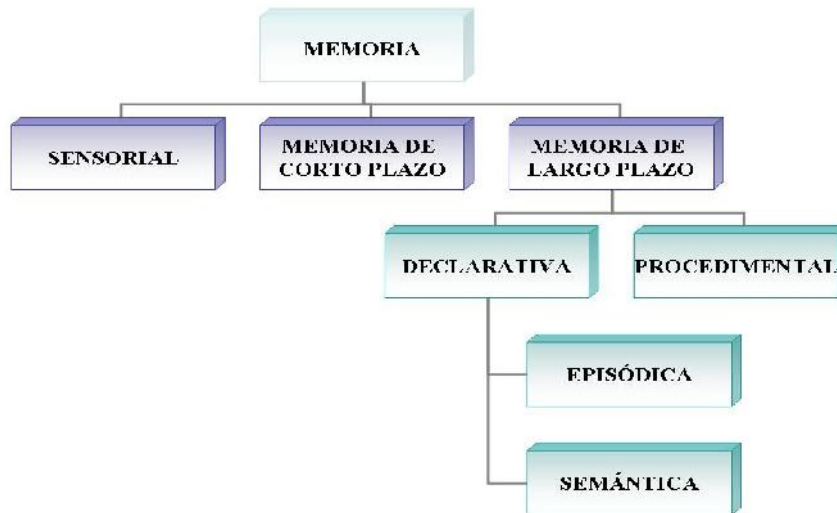 MEMORIA
SENSORIAL
MEMORIA DE
CORTO PLAZO
MEMORIA DE
LARGO PLAZO
DECLARATIVA
PROCEDIMENTAL
EPISÓDICA
SEMÁNTICA